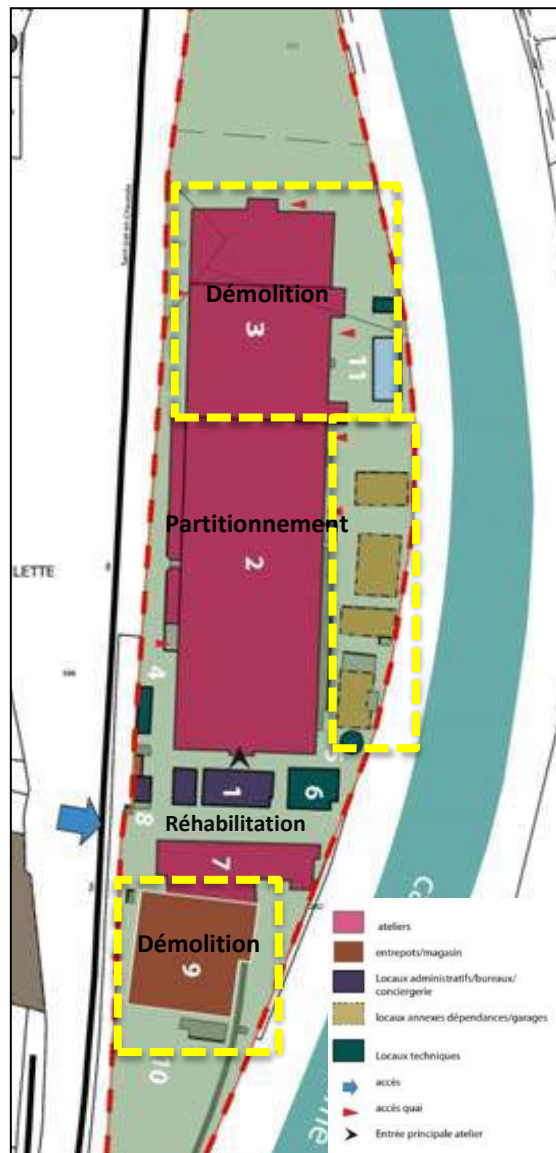 Démolition
3
11
Partitionnement
2
LETTE
4
5
1
6
8
Réhabilitation
7
Démolition
9
10
ateliers
entrepots/magasin
Locaux administratifs/bureaux/
conciergerie
locaux annexes dépendances/garages
Locaux techniques
accès
accès quai
Entrée principale atelier